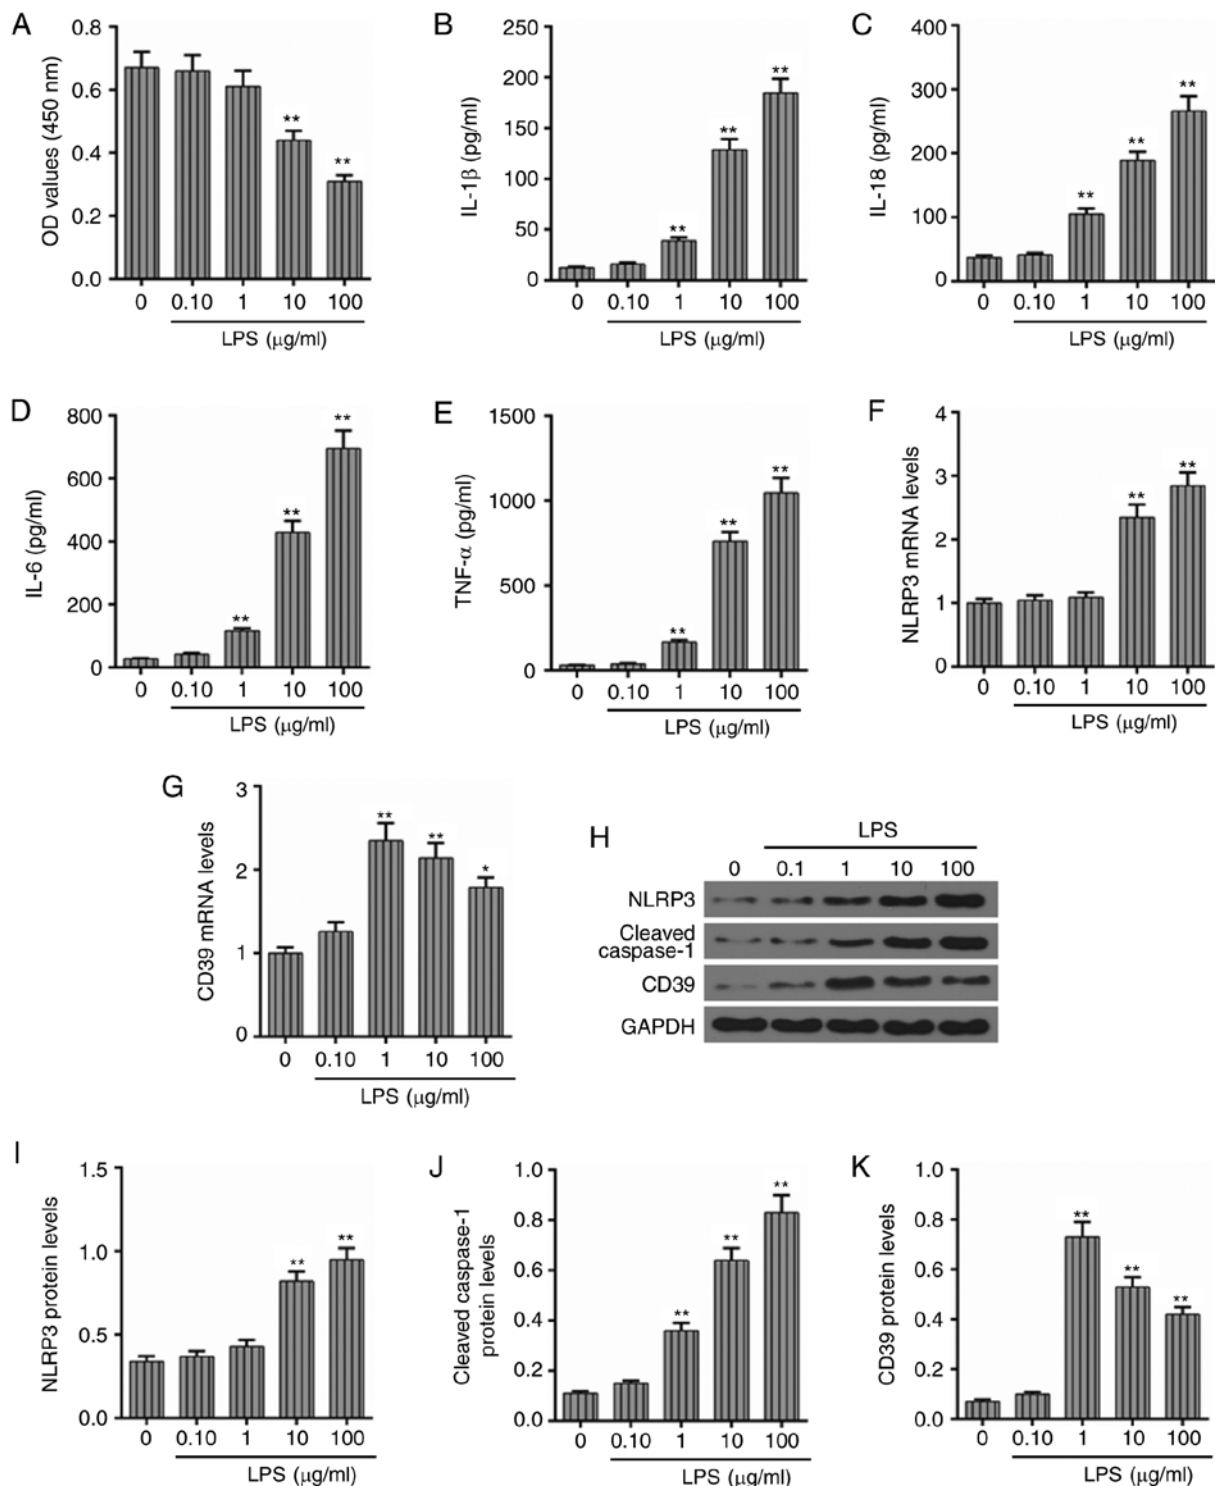 A
OD values (450 nm)
0.8
0.6
0.4
0.2
0.0
** **
0 0.10 1 10 100
LPS (μg/ml)
B
IL-1β (pg/ml)
250
200
150
100
50
0
** ** **
0 0.10 1 10 100
LPS (μg/ml)
C
IL-18 (pg/ml)
400
300
200
100
0
** ** **
0 0.10 1 10 100
LPS (μg/ml)
D
IL-6 (pg/ml)
800
600
400
200
0
** ** **
0 0.10 1 10 100
LPS (μg/ml)
E
TNF-α (pg/ml)
1500
1000
500
0
** ** **
0 0.10 1 10 100
LPS (μg/ml)
F
NLRP3 mRNA levels
4
3
2
1
0
** **
0 0.10 1 10 100
LPS (μg/ml)
G
CD39 mRNA levels
3
2
1
0
** ** *
0 0.10 1 10 100
LPS (μg/ml)
H
LPS
0 0.1 1 10 100
NLRP3
Cleaved
caspase-1
CD39
GAPDH
I
NLRP3 protein levels
1.5
1.0
0.5
0.0
** **
0 0.10 1 10 100
LPS (μg/ml)
J
Cleaved caspase-1
protein levels
1.0
0.8
0.6
0.4
0.2
0.0
** ** **
0 0.10 1 10 100
LPS (μg/ml)
K
CD39 protein levels
1.0
0.8
0.6
0.4
0.2
0.0
** ** **
0 0.10 1 10 100
LPS (μg/ml)